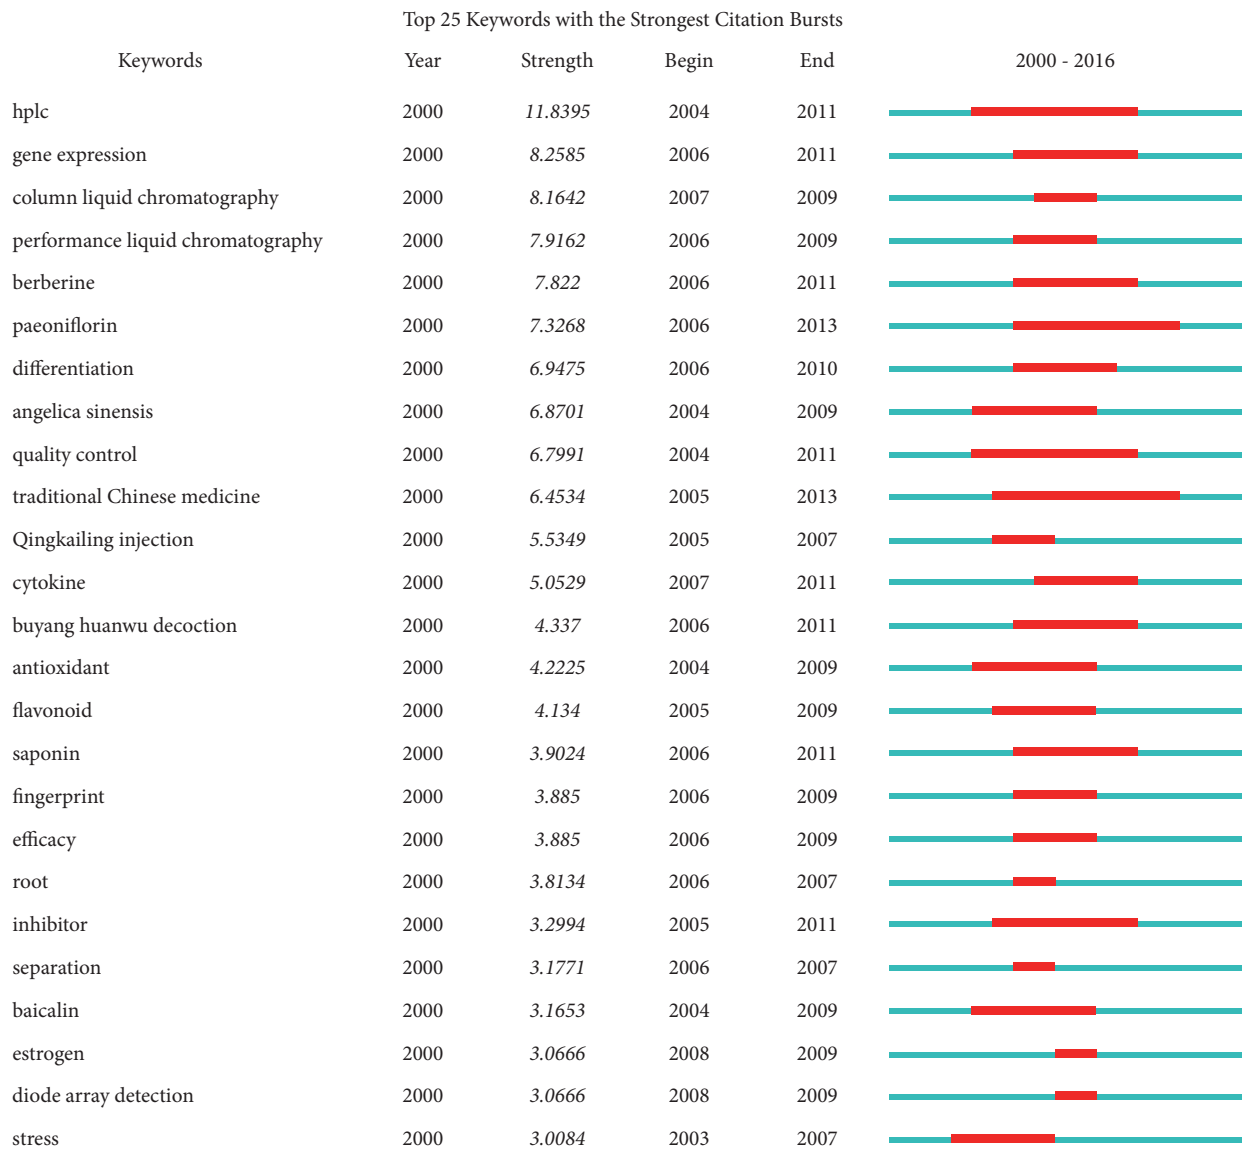 Top 25 Keywords with the Strongest Citation Bursts
Keywords Year Strength Begin End 2000 - 2016
hplc 2000 11.8395 2004 2011
gene expression 2000 8.2585 2006 2011
column liquid chromatography 2000 8.1642 2007 2009
performance liquid chromatography 2000 7.9162 2006 2009
berberine 2000 7.822 2006 2011
paeoniflorin 2000 7.3268 2006 2013
differentiation 2000 6.9475 2006 2010
angelica sinensis 2000 6.8701 2004 2009
quality control 2000 6.7991 2004 2011
traditional Chinese medicine 2000 6.4534 2005 2013
Qingkailing injection 2000 5.5349 2005 2007
cytokine 2000 5.0529 2007 2011
buyang huanwu decoction 2000 4.337 2006 2011
antioxidant 2000 4.2225 2004 2009
flavonoid 2000 4.134 2005 2009
saponin 2000 3.9024 2006 2011
fingerprint 2000 3.885 2006 2009
efficacy 2000 3.885 2006 2009
root 2000 3.8134 2006 2007
inhibitor 2000 3.2994 2005 2011
separation 2000 3.1771 2006 2007
baicalin 2000 3.1653 2004 2009
estrogen 2000 3.0666 2008 2009
diode array detection 2000 3.0666 2008 2009
stress 2000 3.0084 2003 2007